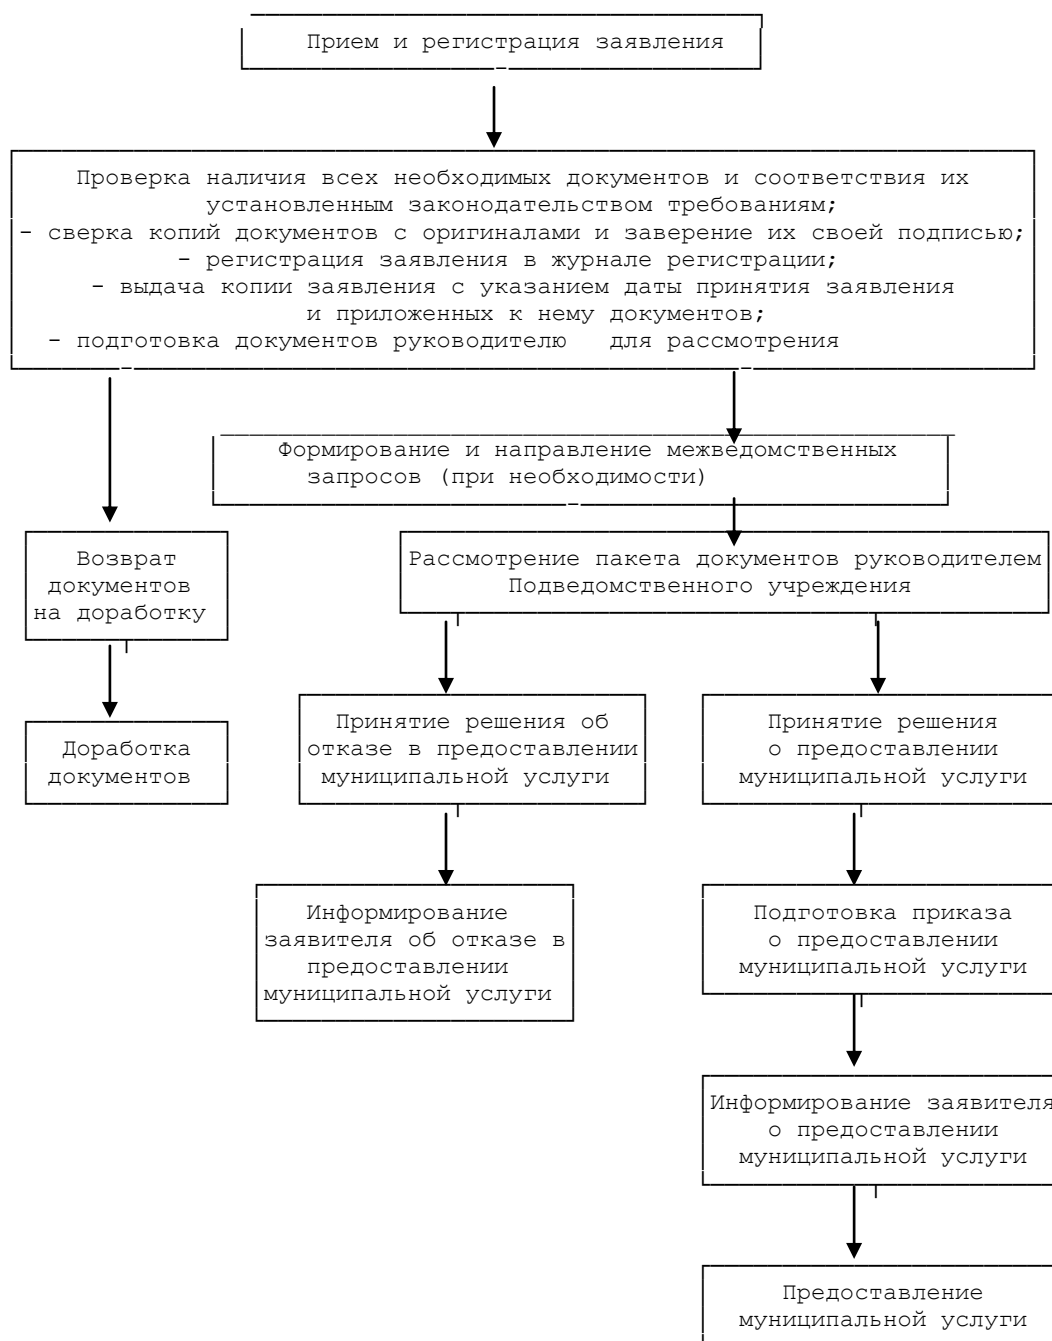 Прием и регистрация заявления
Проверка наличия всех необходимых документов и соответствия их
установленным законодательством требованиям;
- сверка копий документов с оригиналами и заверение их своей подписью;
- регистрация заявления в журнале регистрации;
- выдача копии заявления с указанием даты принятия заявления
и приложенных к нему документов;
- подготовка документов руководителю для рассмотрения
Формирование и направление межведомственных
запросов (при необходимости)
Возврат
документов
на доработку
Рассмотрение пакета документов руководителем
Подведомственного учреждения
Доработка
документов
Принятие решения об
отказе в предоставлении
муниципальной услуги
Принятие решения
о предоставлении
муниципальной услуги
Информирование
заявителя об отказе в
предоставлении
муниципальной услуги
Подготовка приказа
о предоставлении
муниципальной услуги
Информирование заявителя
о предоставлении
муниципальной услуги
Предоставление
муниципальной услуги